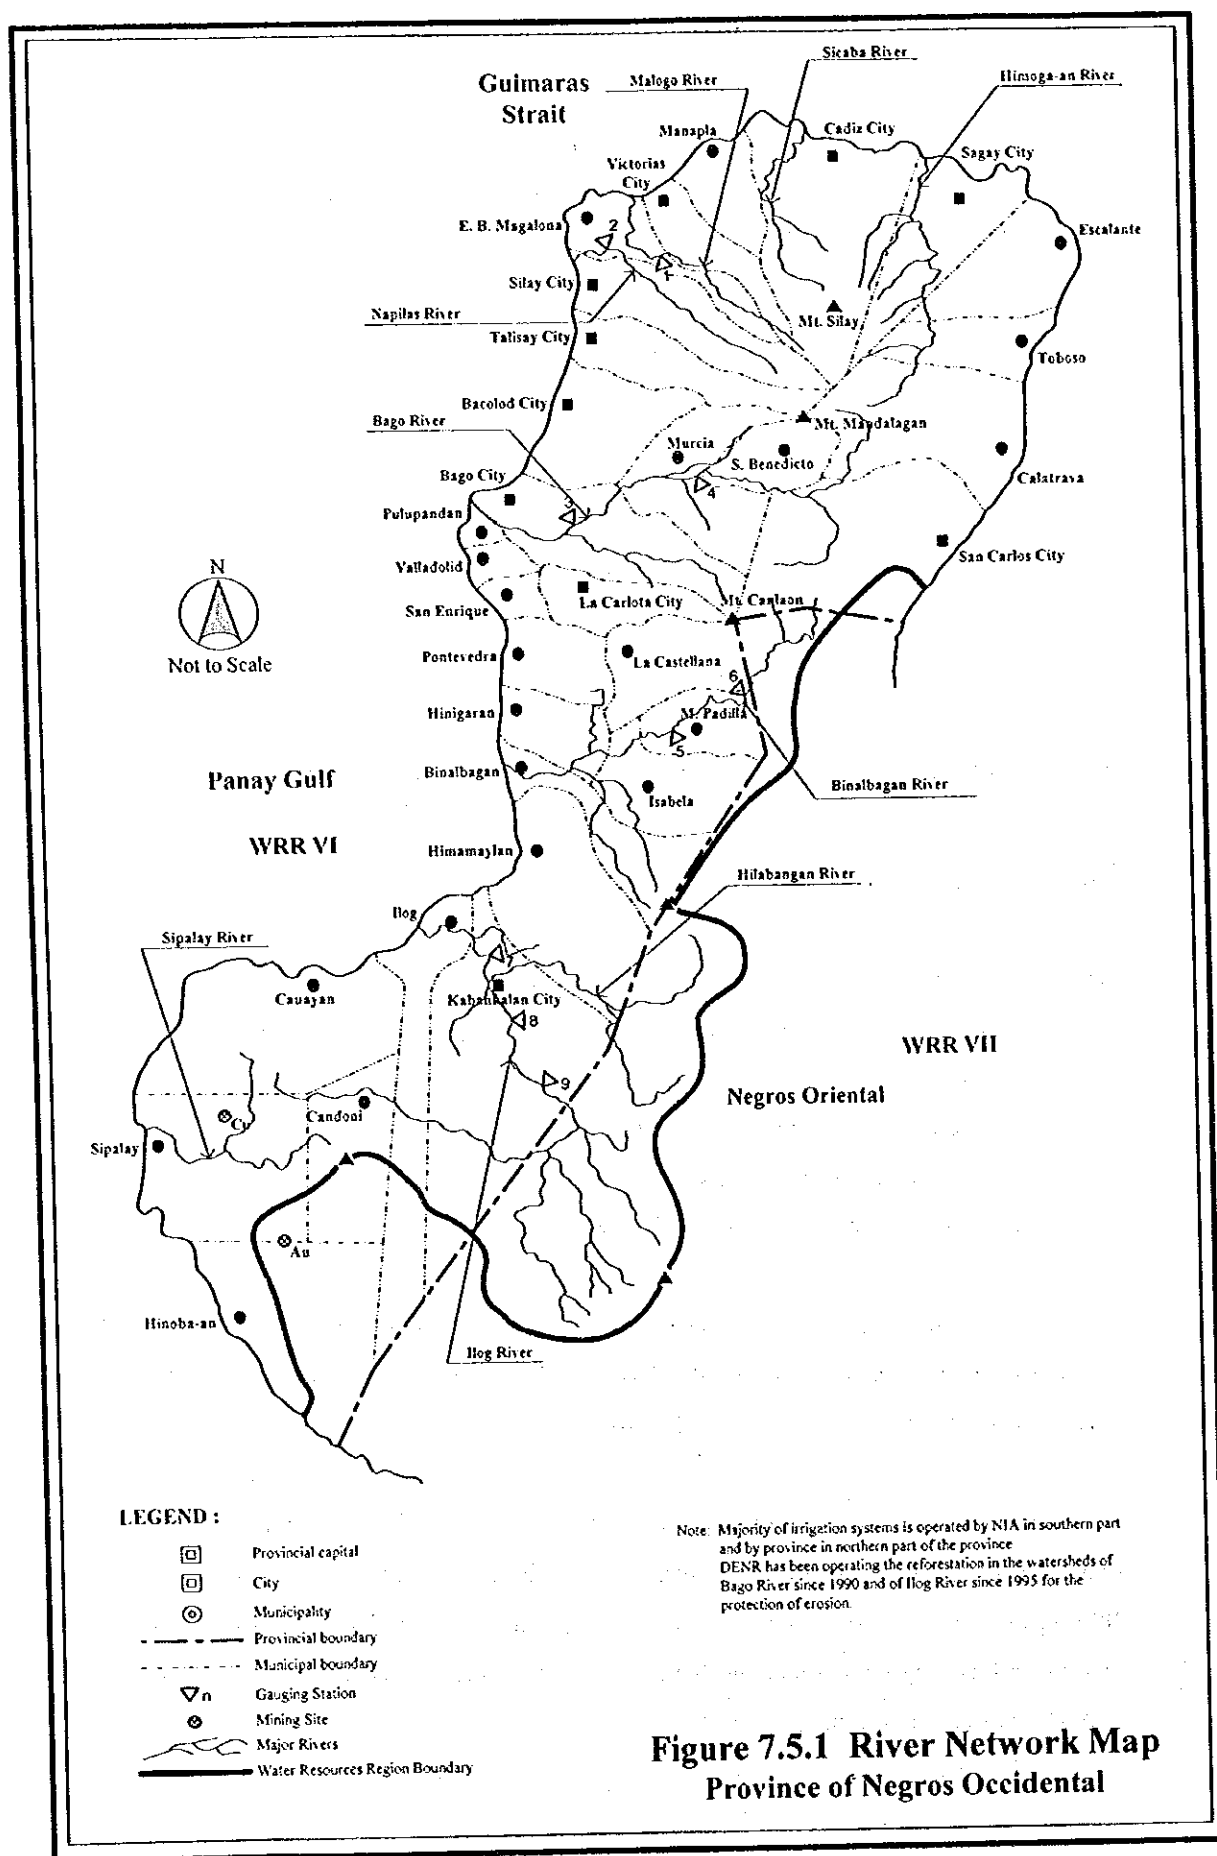 Sicaba River
Guimaras
Strait
Malogo River
Himoga-an River
Manapla
Cadiz City
Victorias
City
Sagay City
E. B. Magalona
2
Escalante
1
Silay City
Napilas River
Mt. Silay
Talisay City
Toboso
Bacolod City
Bago River
Mt. Mandalagan
Murcia
S. Benedicto
Bago City
Calatrava
4
3
Pulupandan
San Carlos City
Valladolid
N
San Enrique
La Carlota City
Mt. Canlaon
Not to Scale
Pontevedra
La Castellana
6
Hinigaran
M. Padilla
5
Panay Gulf
Binalbagan
Binalbagan River
Isabela
WRR VI
Himamaylan
Hilabangan River
Ilog
Sipalay River
7
Cauayan
Kabankalan City
8
WRR VII
9
Negros Oriental
Candoni
Cu
Sipalay
Au
Hinoba-an
Ilog River
LEGEND :
Provincial capital
City
Municipality
Provincial boundary
Municipal boundary
n
Gauging Station
Mining Site
Major Rivers
Water Resources Region Boundary
Note: Majority of irrigation systems is operated by NIA in southern part
and by province in northern part of the province
DENR has been operating the reforestation in the watersheds of
Bago River since 1990 and of Ilog River since 1995 for the
protection of erosion.
Figure 7.5.1 River Network Map
Province of Negros Occidental